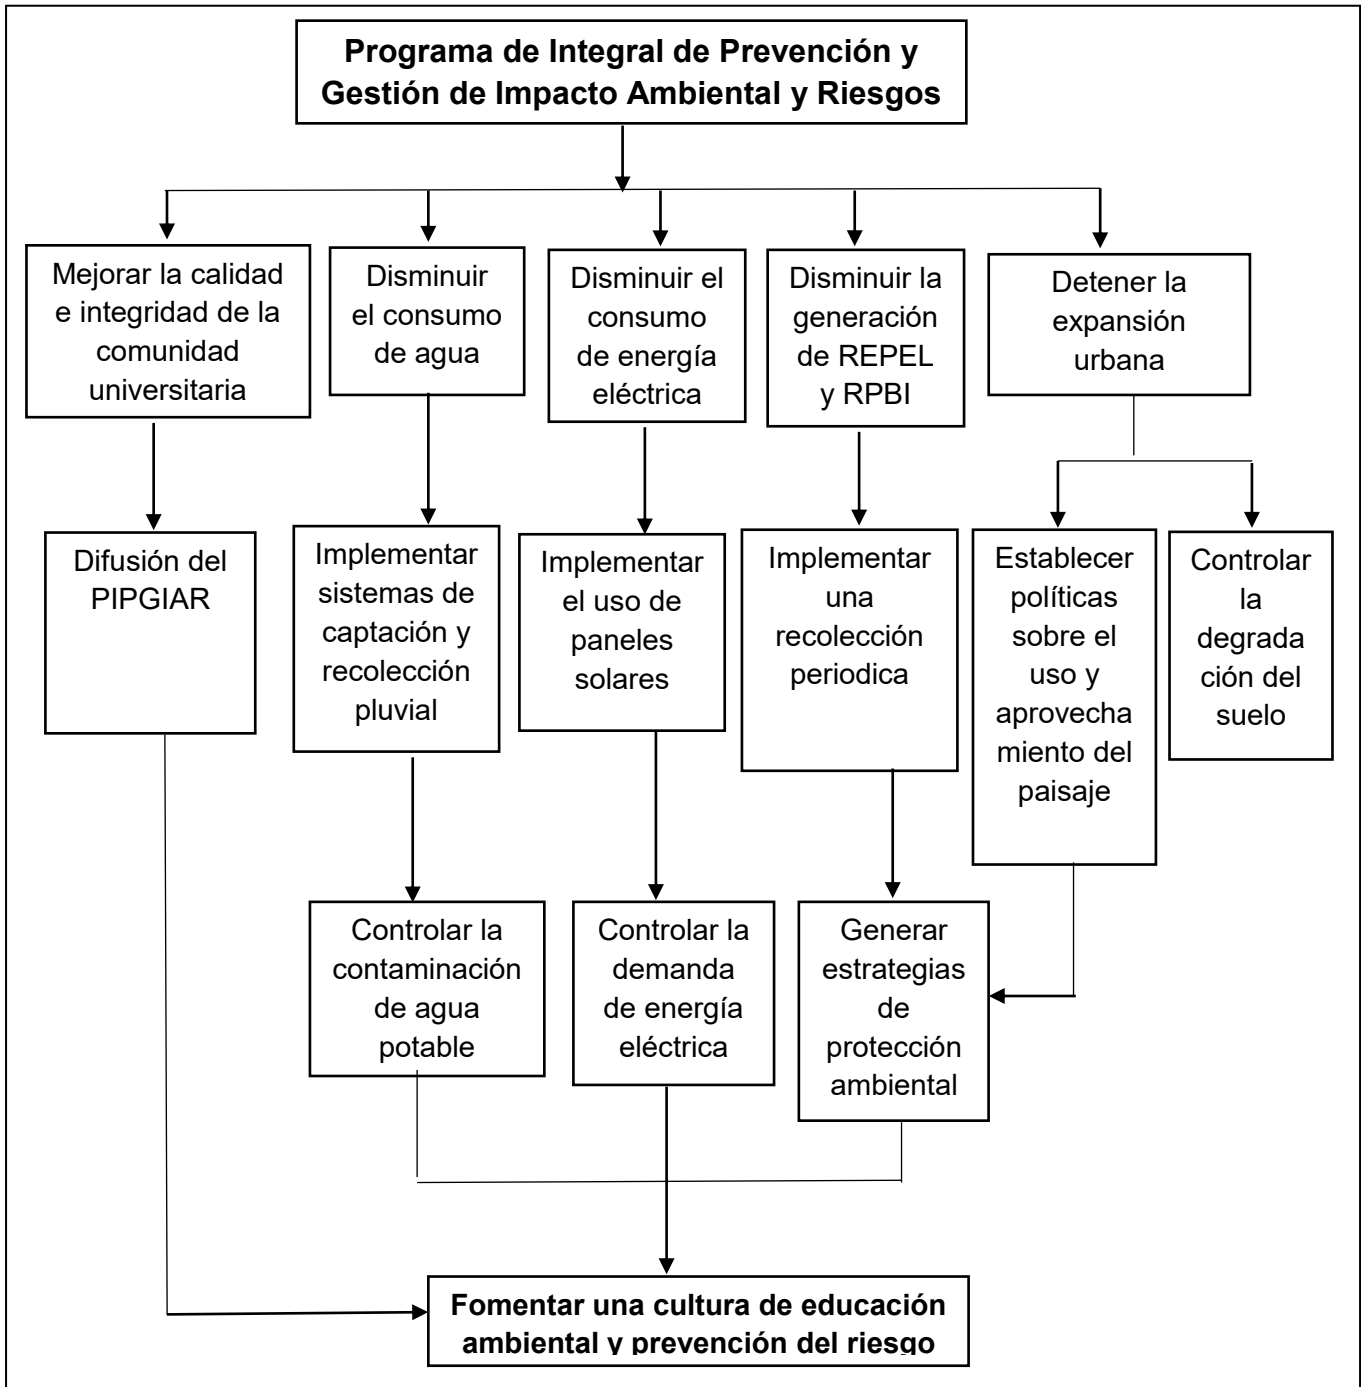 Programa de Integral de Prevención y
Gestión de Impacto Ambiental y Riesgos
Mejorar la calidad
e integridad de la
comunidad
universitaria
Disminuir
el consumo
de agua
Disminuir el
consumo
de energía
eléctrica
Disminuir la
generación
de REPEL
y RPBI
Detener la
expansión
urbana
Difusión del
PIPGIAR
Implementar
sistemas de
captación y
recolección
pluvial
Implementar
el uso de
paneles
solares
Implementar
una
recolección
periodica
Establecer
políticas
sobre el
uso y
aprovecha
miento del
paisaje
Controlar
la
degrada
ción del
suelo
Controlar la
contaminación
de agua
potable
Controlar la
demanda
de energía
eléctrica
Generar
estrategias
de
protección
ambiental
Fomentar una cultura de educación
ambiental y prevención del riesgo